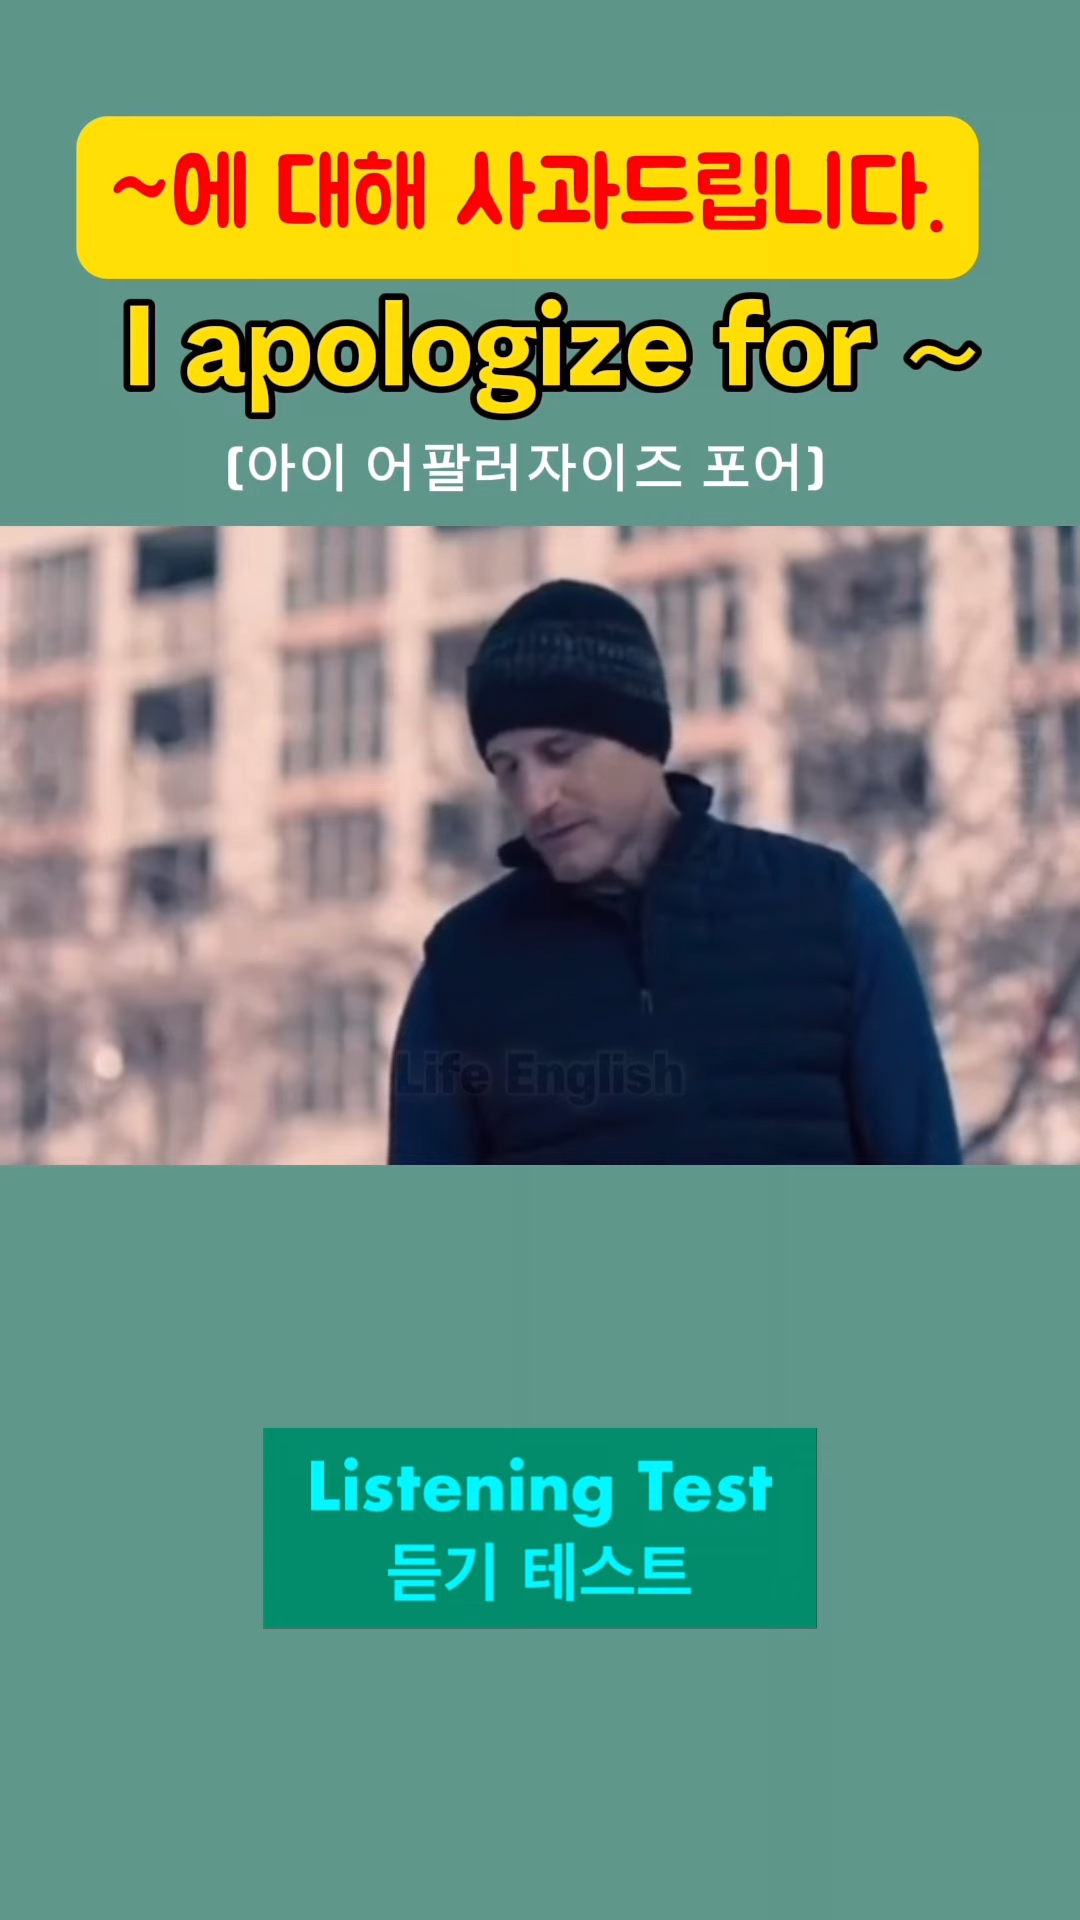 ~에 대해 사과드립니다.
I apologize for ~
(아이 어팔러자이즈 포어)
Life English
Listening Test
듣기 테스트